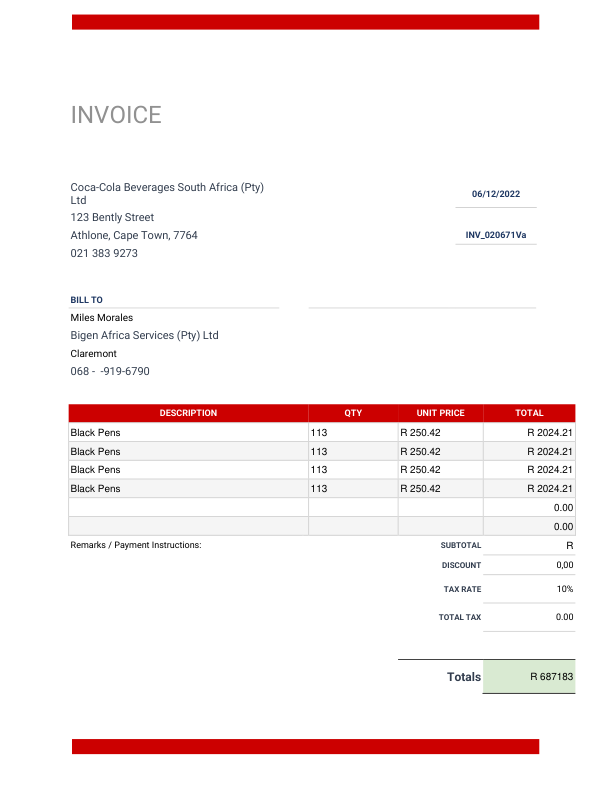 INVOICE
Coca-Cola Beverages South Africa (Pty)
Ltd
06/12/2022
123 Bently Street
Athlone, Cape Town, 7764
INV_020671Va
021 383 9273
BILL TO
Miles Morales
Bigen Africa Services (Pty) Ltd
Claremont
068 -  -919-6790
DESCRIPTION QTY UNIT PRICE TOTAL
Black Pens 113 R 250.42 R 2024.21
Black Pens 113 R 250.42 R 2024.21
Black Pens 113 R 250.42 R 2024.21
Black Pens 113 R 250.42 R 2024.21
0.00
0.00
Remarks / Payment Instructions: SUBTOTAL R
DISCOUNT 0,00
TAX RATE 10%
TOTAL TAX 0.00
Totals R 687183